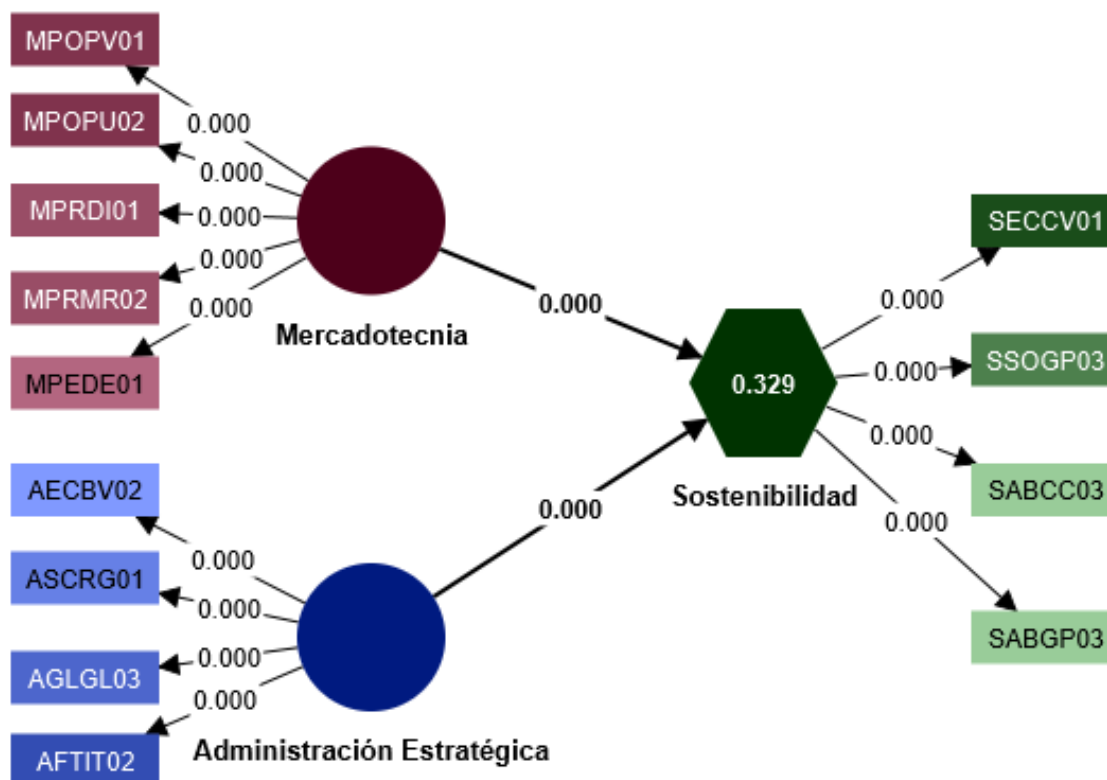 MPOPV01
MPOPU02
MPRDI01
MPRMR02
MPEDE01
0.000
0.000
0.000
0.000
0.000
Mercadotecnia
0.000
AECBV02
ASCRG01
AGLGL03
AFTIT02
0.000
0.000
0.000
0.000
Administración Estratégica
0.000
0.329
Sostenibilidad
0.000
0.000
0.000
0.000
SECCV01
SSOGP03
SABCC03
SABGP03